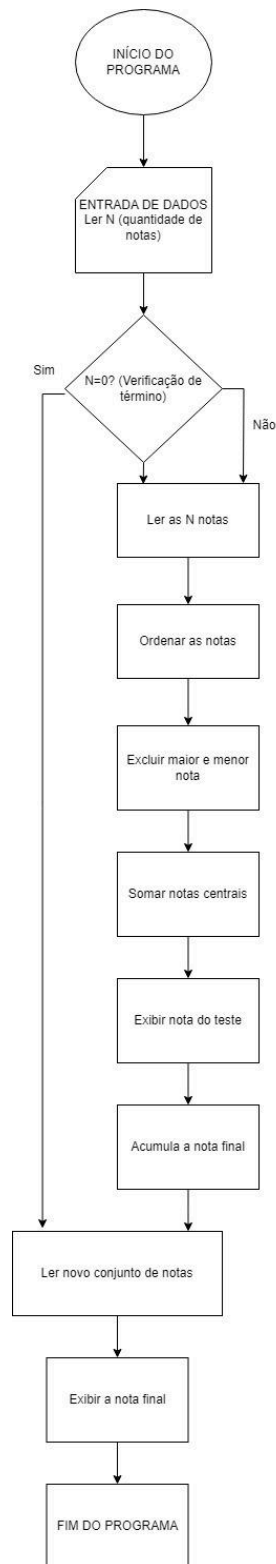 INÍCIO DO
PROGRAMA
ENTRADA DE DADOS
Ler N (quantidade de
notas)
Sim
N=0? (Verificação de
término)
Não
Ler as N notas
Ordenar as notas
Excluir maior e menor
nota
Somar notas centrais
Exibir nota do teste
Acumula a nota final
Ler novo conjunto de notas
Exibir a nota final
FIM DO PROGRAMA